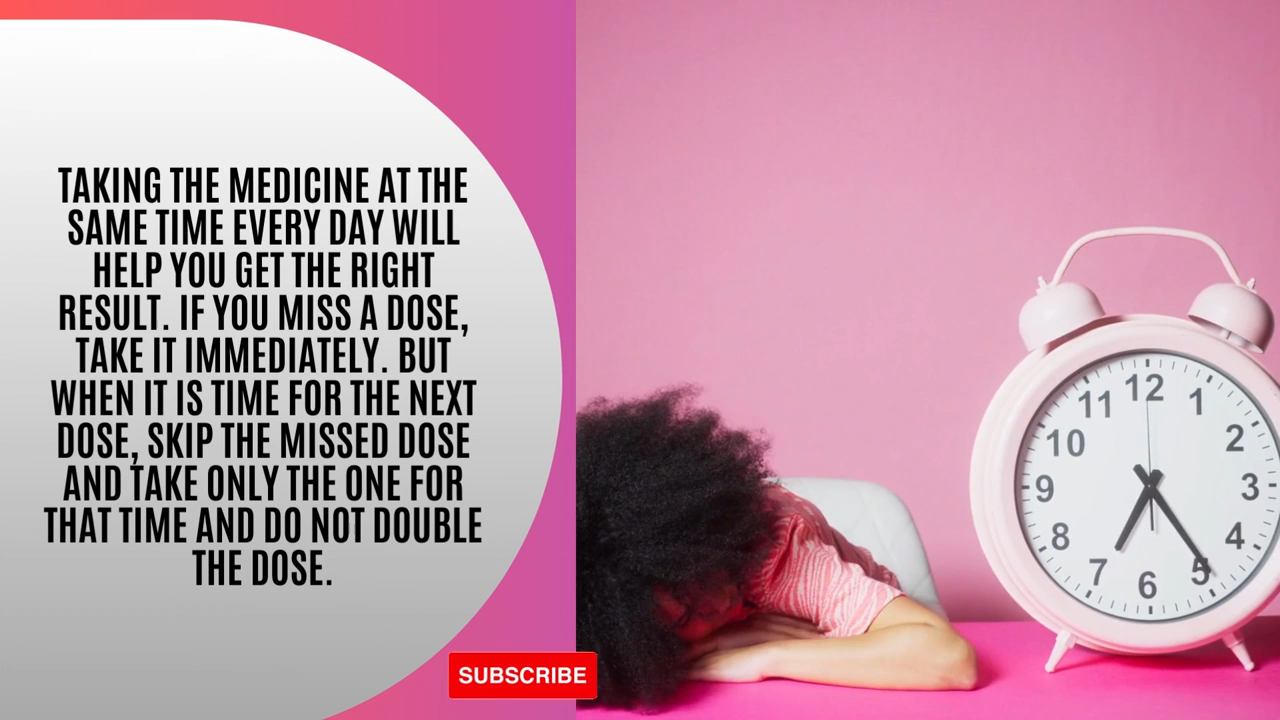 TAKING THE MEDICINE AT THE
SAME TIME EVERY DAY WILL
HELP YOU GET THE RIGHT
RESULT. IF YOU MISS A DOSE,
TAKE IT IMMEDIATELY. BUT
WHEN IT IS TIME FOR THE NEXT
DOSE, SKIP THE MISSED DOSE
AND TAKE ONLY THE ONE FOR
THAT TIME AND DO NOT DOUBLE
THE DOSE.
SUBSCRIBE
12
1
2
3
4
5
6
7
8
9
10
11